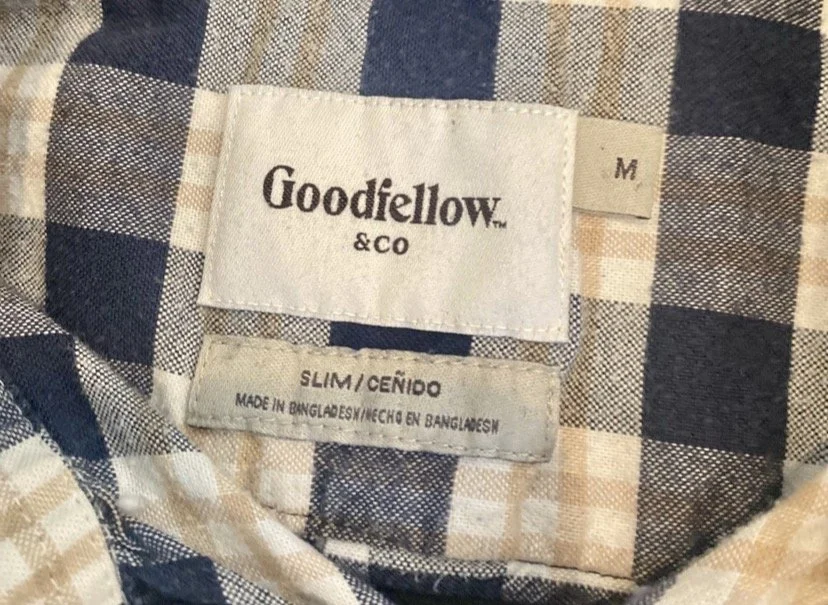 Goodfellow™
&CO
M
SLIM/CEÑIDO
MADE IN BANGLADESH/HECHO EN BANGLADESH